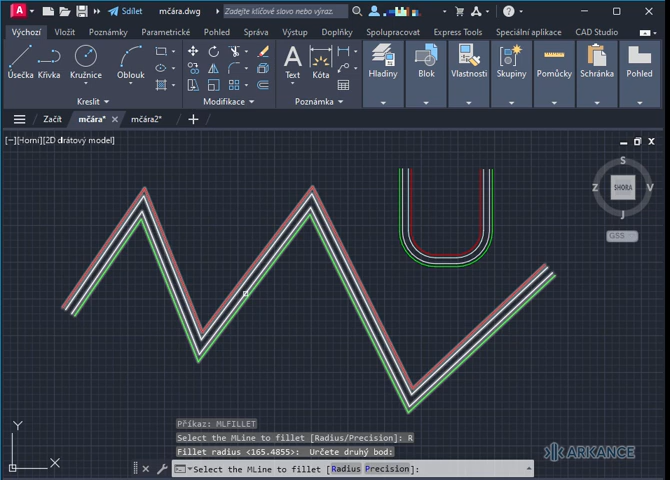 A Sdílet mčára.dwg Zadejte klíčové slovo nebo výraz.
Výchozí Vložit Poznámky Parametrické Pohled Správa Výstup Doplňky Spolupracovat Express Tools Speciální aplikace CAD Studio
Úsečka Křivka Kružnice Oblouk Text Kóta Hladiny Blok Vlastnosti Skupiny Pomůcky Schránka Pohled
Kreslit Modifikace Poznámka
Začít mčára* mčára2*
[−][Horní][2D drátový model]
S
Z SHORA V
J
GSS
Příkaz: MLFILLET
Select the MLine to fillet [Radius/Precision]: R
Fillet radius <165.4855>: Určete druhý bod:
Select the MLine to fillet [Radius Precision]:
Y
X
ARKANCE